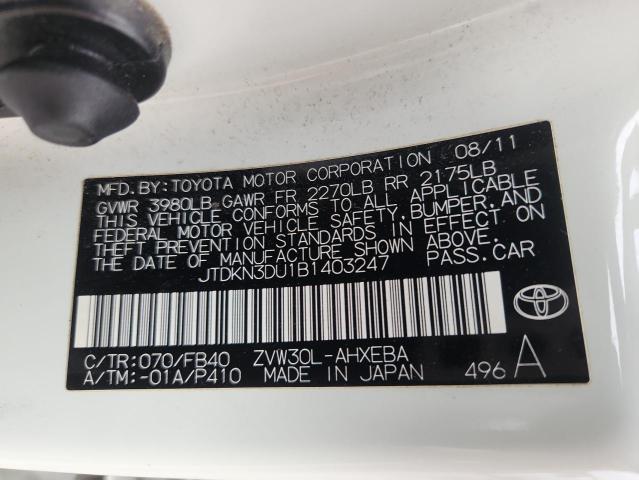 MFD. BY: TOYOTA MOTOR CORPORATION 08/11
GVWR 3980LB GAWR FR 2270LB RR 2175LB
THIS VEHICLE CONFORMS TO ALL APPLICABLE
FEDERAL MOTOR VEHICLE SAFETY, BUMPER, AND
THEFT PREVENTION STANDARDS IN EFFECT ON
THE DATE OF MANUFACTURE SHOWN ABOVE.
JTDKN3DU1B1403247 PASS. CAR
C/TR: 070/FB40 ZVW30L-AHXEBA
A/TM: -01A/P410 MADE IN JAPAN 496 A